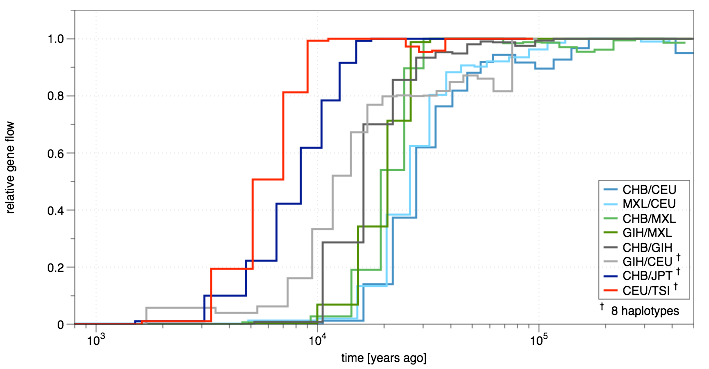 relative gene flow
1.0
0.8
0.6
0.4
0.2
0
10³
10⁴
10⁵
time [years ago]
CHB/CEU
MXL/CEU
CHB/MXL
GIH/MXL
CHB/GIH
GIH/CEU †
CHB/JPT †
CEU/TSI †
† 8 haplotypes